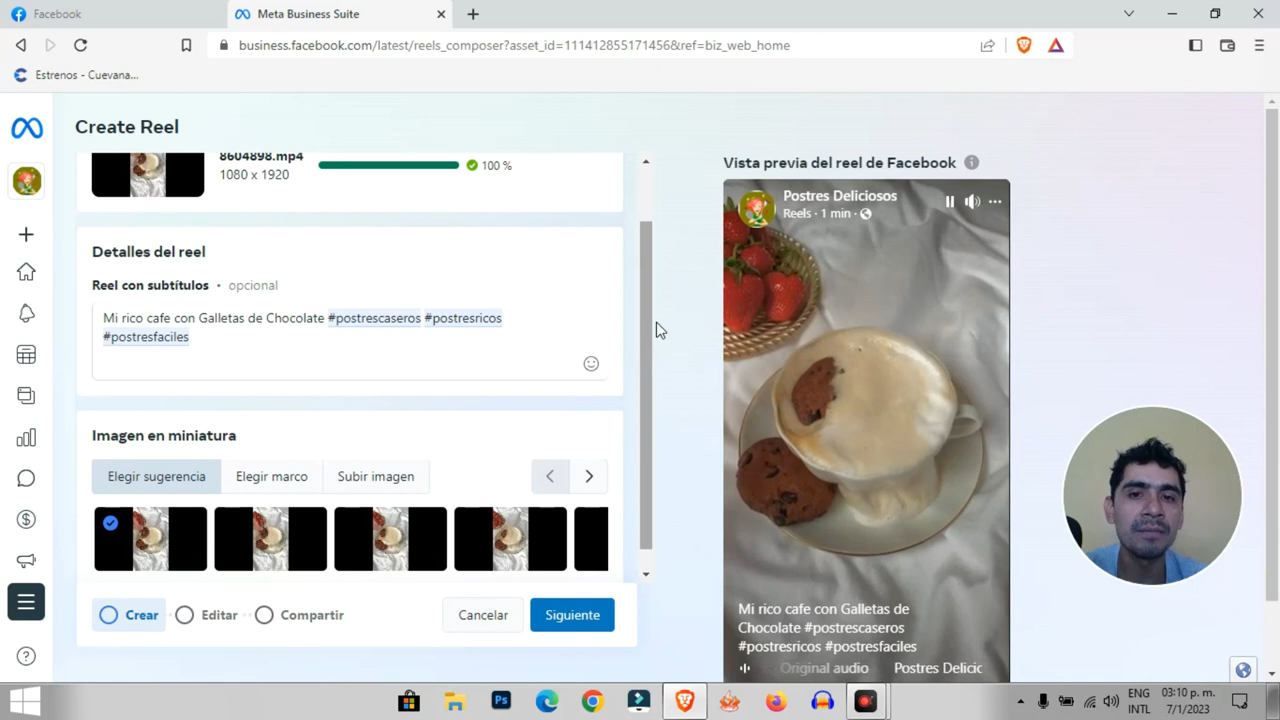 Facebook
Meta Business Suite
business.facebook.com/latest/reels_composer?asset_id=111412855171456&ref=biz_web_home
Estrenos - Cuevana...
Create Reel
8604898.mp4
1080 x 1920
100 %
Detalles del reel
Reel con subtítulos • opcional
Mi rico cafe con Galletas de Chocolate #postrescaseros #postresricos
#postresfaciles
Imagen en miniatura
Elegir sugerencia
Elegir marco
Subir imagen
Crear
Editar
Compartir
Cancelar
Siguiente
Vista previa del reel de Facebook
Postres Deliciosos
Reels · 1 min ·
Mi rico cafe con Galletas de
Chocolate #postrescaseros
#postresricos #postresfaciles
Original audio
Postres Delicic
Ps
ENG
INTL
03:10 p. m.
7/1/2023